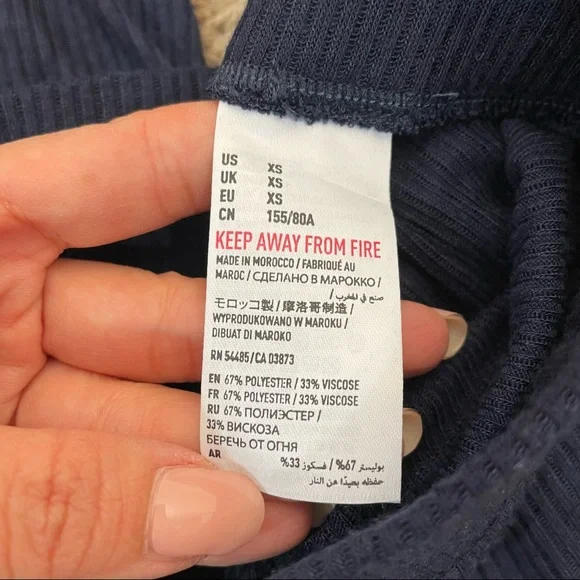 US XS
UK XS
EU XS
CN 155/80A
KEEP AWAY FROM FIRE
MADE IN MOROCCO / FABRIQUÉ AU
MAROC / СДЕЛАНО В МАРОККО /
صنع في المغرب /
モロッコ製 / 摩洛哥制造 /
WYPRODUKOWANO W MAROKU /
DIBUAT DI MAROKO
RN 54485 / CA 03873
EN 67% POLYESTER / 33% VISCOSE
FR 67% POLYESTER / 33% VISCOSE
RU 67% ПОЛИЭСТЕР /
33% ВИСКОЗА
БЕРЕЧЬ ОТ ОГНЯ
AR بوليستر 67% / فسكوز 33%
حفظه بعيدًا عن النار